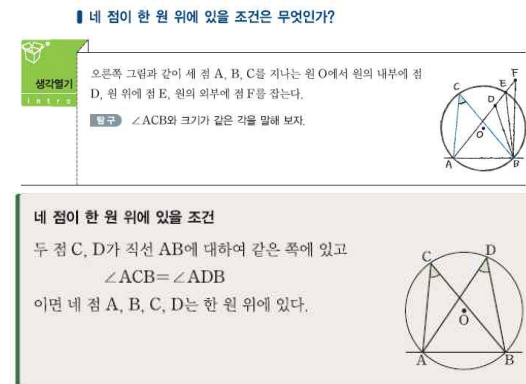 네 점이 한 원 위에 있을 조건은 무엇인가?
생각열기
intro
오른쪽 그림과 같이 세 점 A, B, C를 지나는 원 O에서 원의 내부에 점
D, 원 위에 점 E, 원의 외부에 점 F를 잡는다.
탐구 ∠ACB와 크기가 같은 각을 말해 보자.
F
E
C
D
O
A
B
네 점이 한 원 위에 있을 조건
두 점 C, D가 직선 AB에 대하여 같은 쪽에 있고
∠ACB=∠ADB
이면 네 점 A, B, C, D는 한 원 위에 있다.
D
C
O
A
B